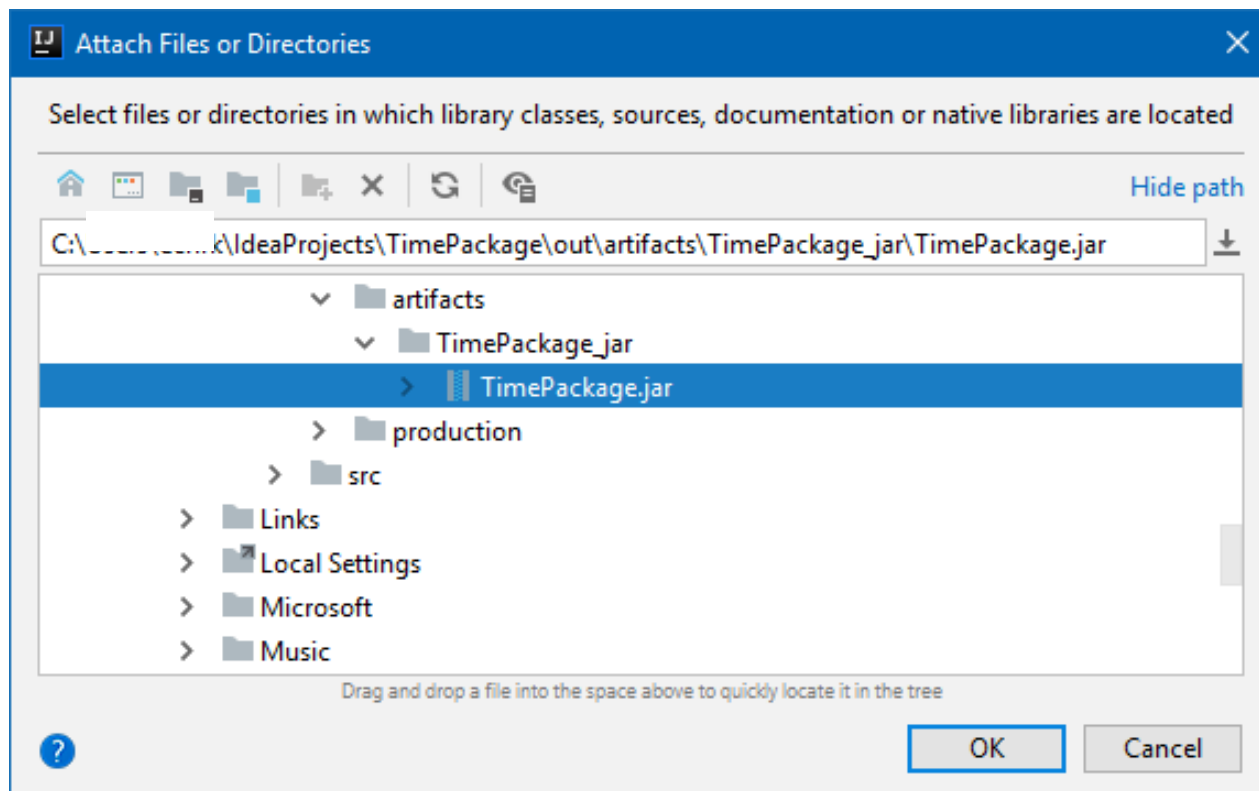 IJ
Attach Files or Directories
Select files or directories in which library classes, sources, documentation or native libraries are located
Hide path
C:\ \IdeaProjects\TimePackage\out\artifacts\TimePackage_jar\TimePackage.jar
artifacts
TimePackage_jar
TimePackage.jar
production
src
Links
Local Settings
Microsoft
Music
Drag and drop a file into the space above to quickly locate it in the tree
?
OK
Cancel